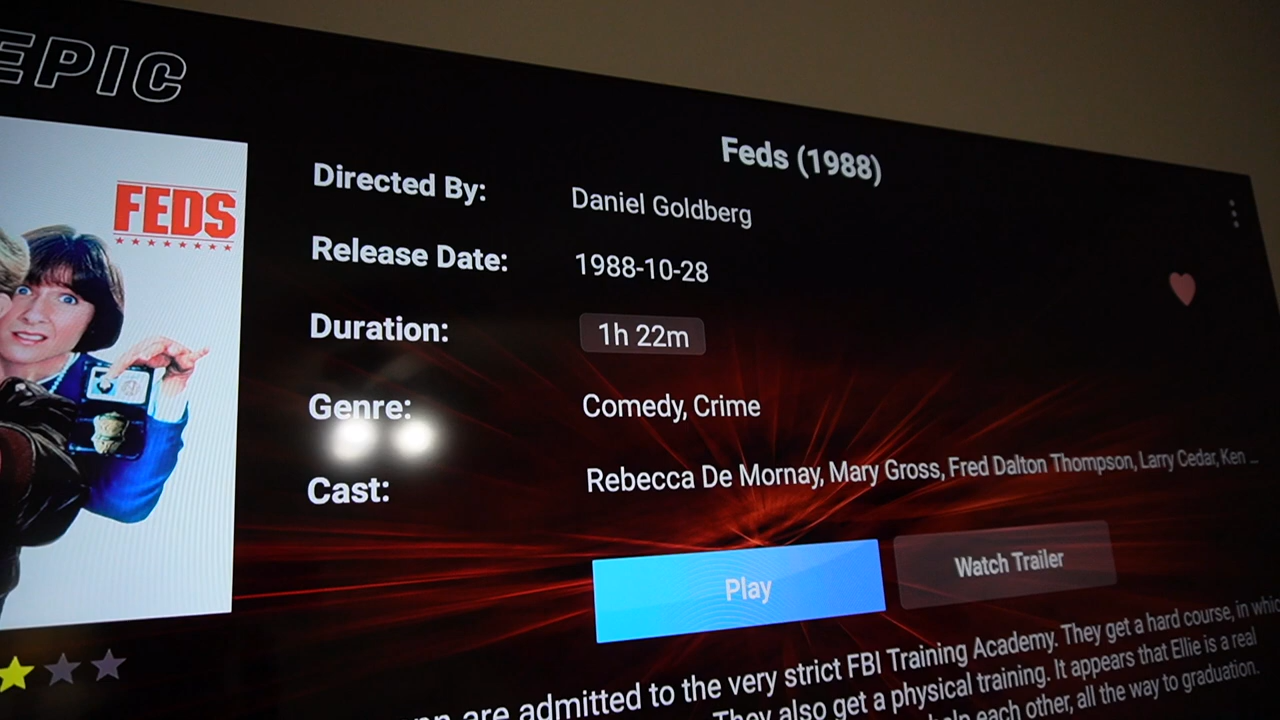 EPIC
Feds (1988)
FEDS
Directed By: Daniel Goldberg
Release Date: 1988-10-28
Duration: 1h 22m
Genre: Comedy, Crime
Cast: Rebecca De Mornay, Mary Gross, Fred Dalton Thompson, Larry Cedar, Ken ...
Play
Watch Trailer
are admitted to the very strict FBI Training Academy. They get a hard course, in which
They also get a physical training. It appears that Ellie is a real
help each other, all the way to graduation.